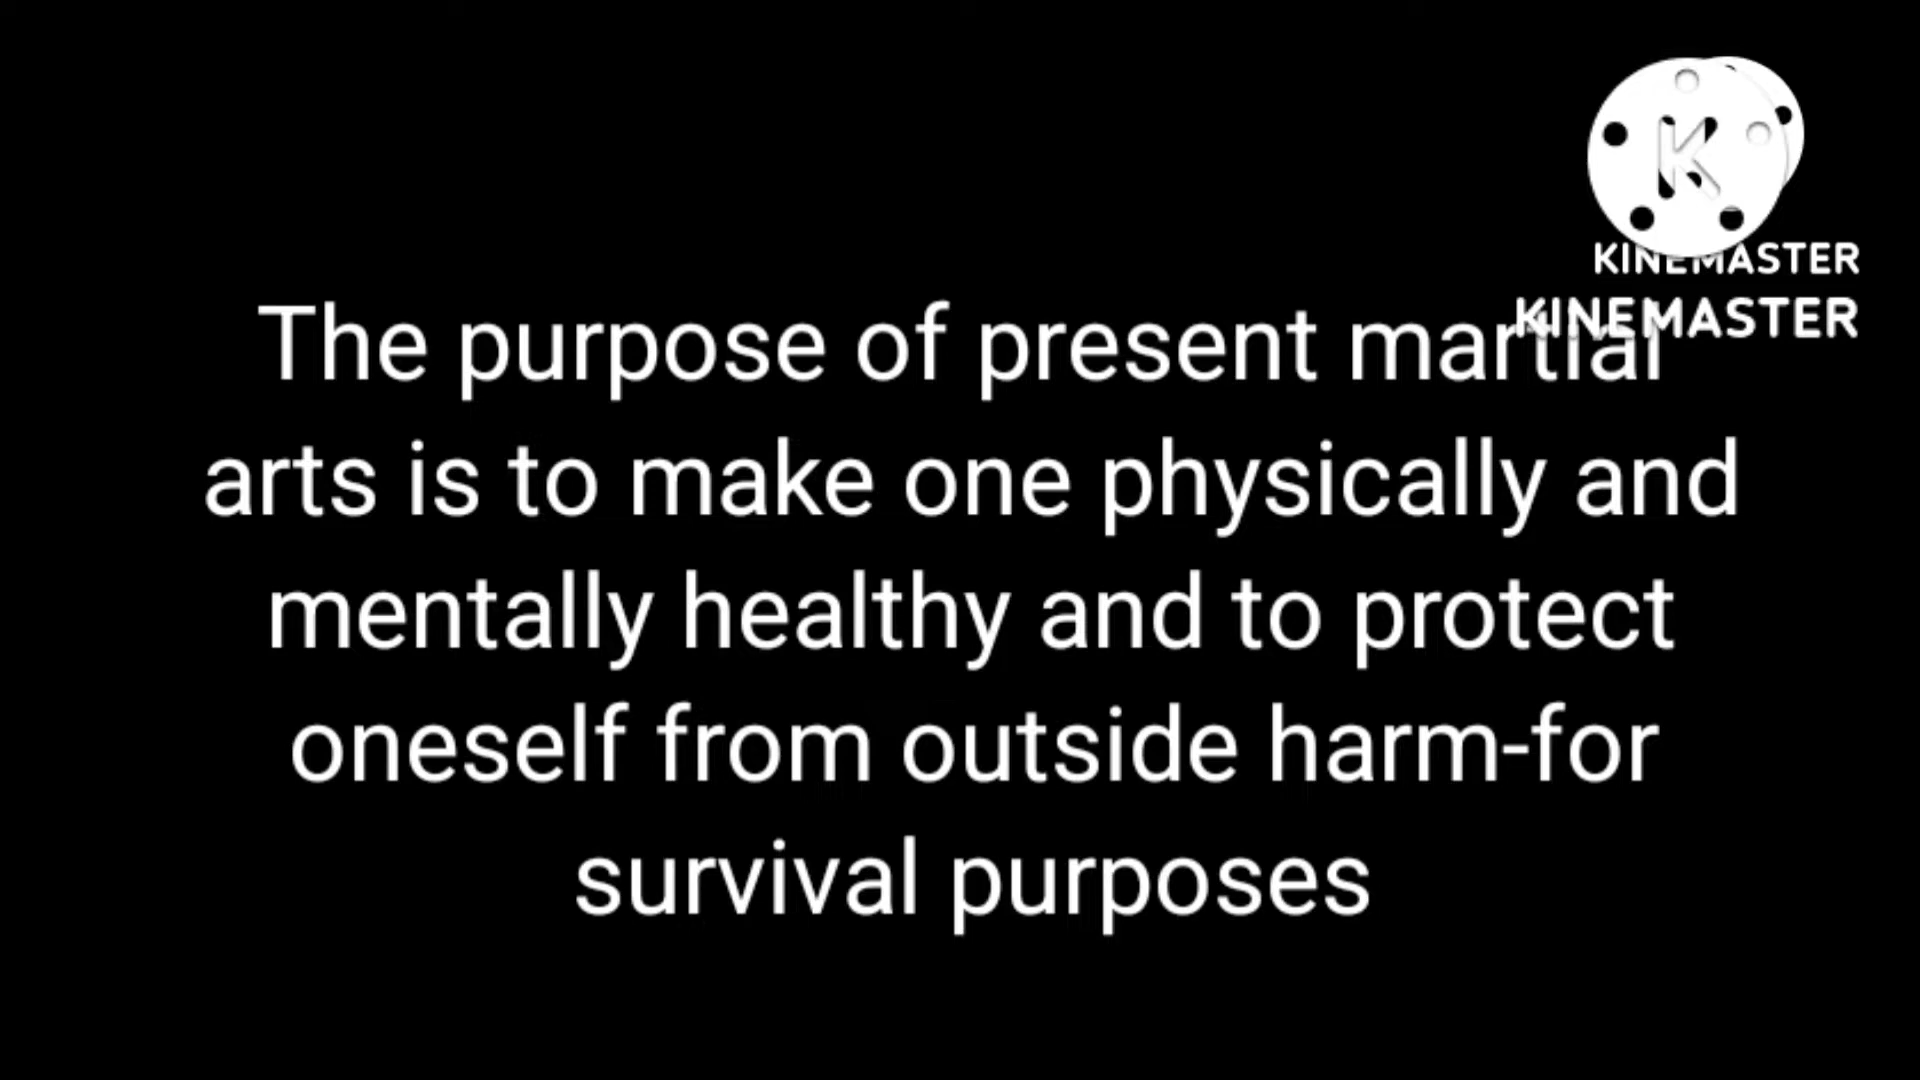 K
KINEMASTER
KINEMASTER
The purpose of present martial
arts is to make one physically and
mentally healthy and to protect
oneself from outside harm-for
survival purposes